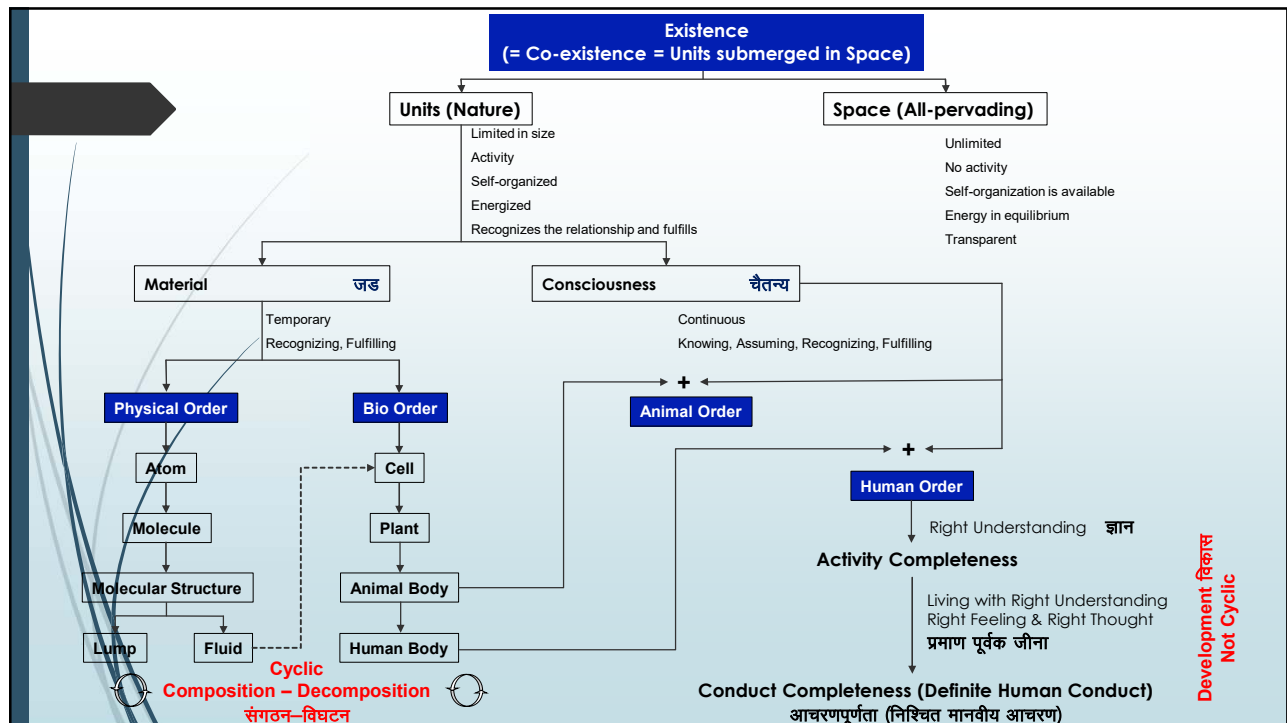 Existence
(= Co-existence = Units submerged in Space)
Units (Nature)
Space (All-pervading)
Limited in size
Activity
Self-organized
Energized
Recognizes the relationship and fulfills
Unlimited
No activity
Self-organization is available
Energy in equilibrium
Transparent
Material जड
Consciousness चैतन्य
Temporary
Recognizing, Fulfilling
Continuous
Knowing, Assuming, Recognizing, Fulfilling
+
Physical Order
Bio Order
Animal Order
+
Atom
Cell
Human Order
Molecule
Plant
Right Understanding ज्ञान
Activity Completeness
Molecular Structure
Animal Body
Living with Right Understanding
Right Feeling & Right Thought
प्रमाण पूर्वक जीना
Lump
Fluid
Human Body
Cyclic
Composition – Decomposition
संगठन–विघटन
Conduct Completeness (Definite Human Conduct)
आचरणपूर्णता (निश्चित मानवीय आचरण)
Development विकास
Not Cyclic